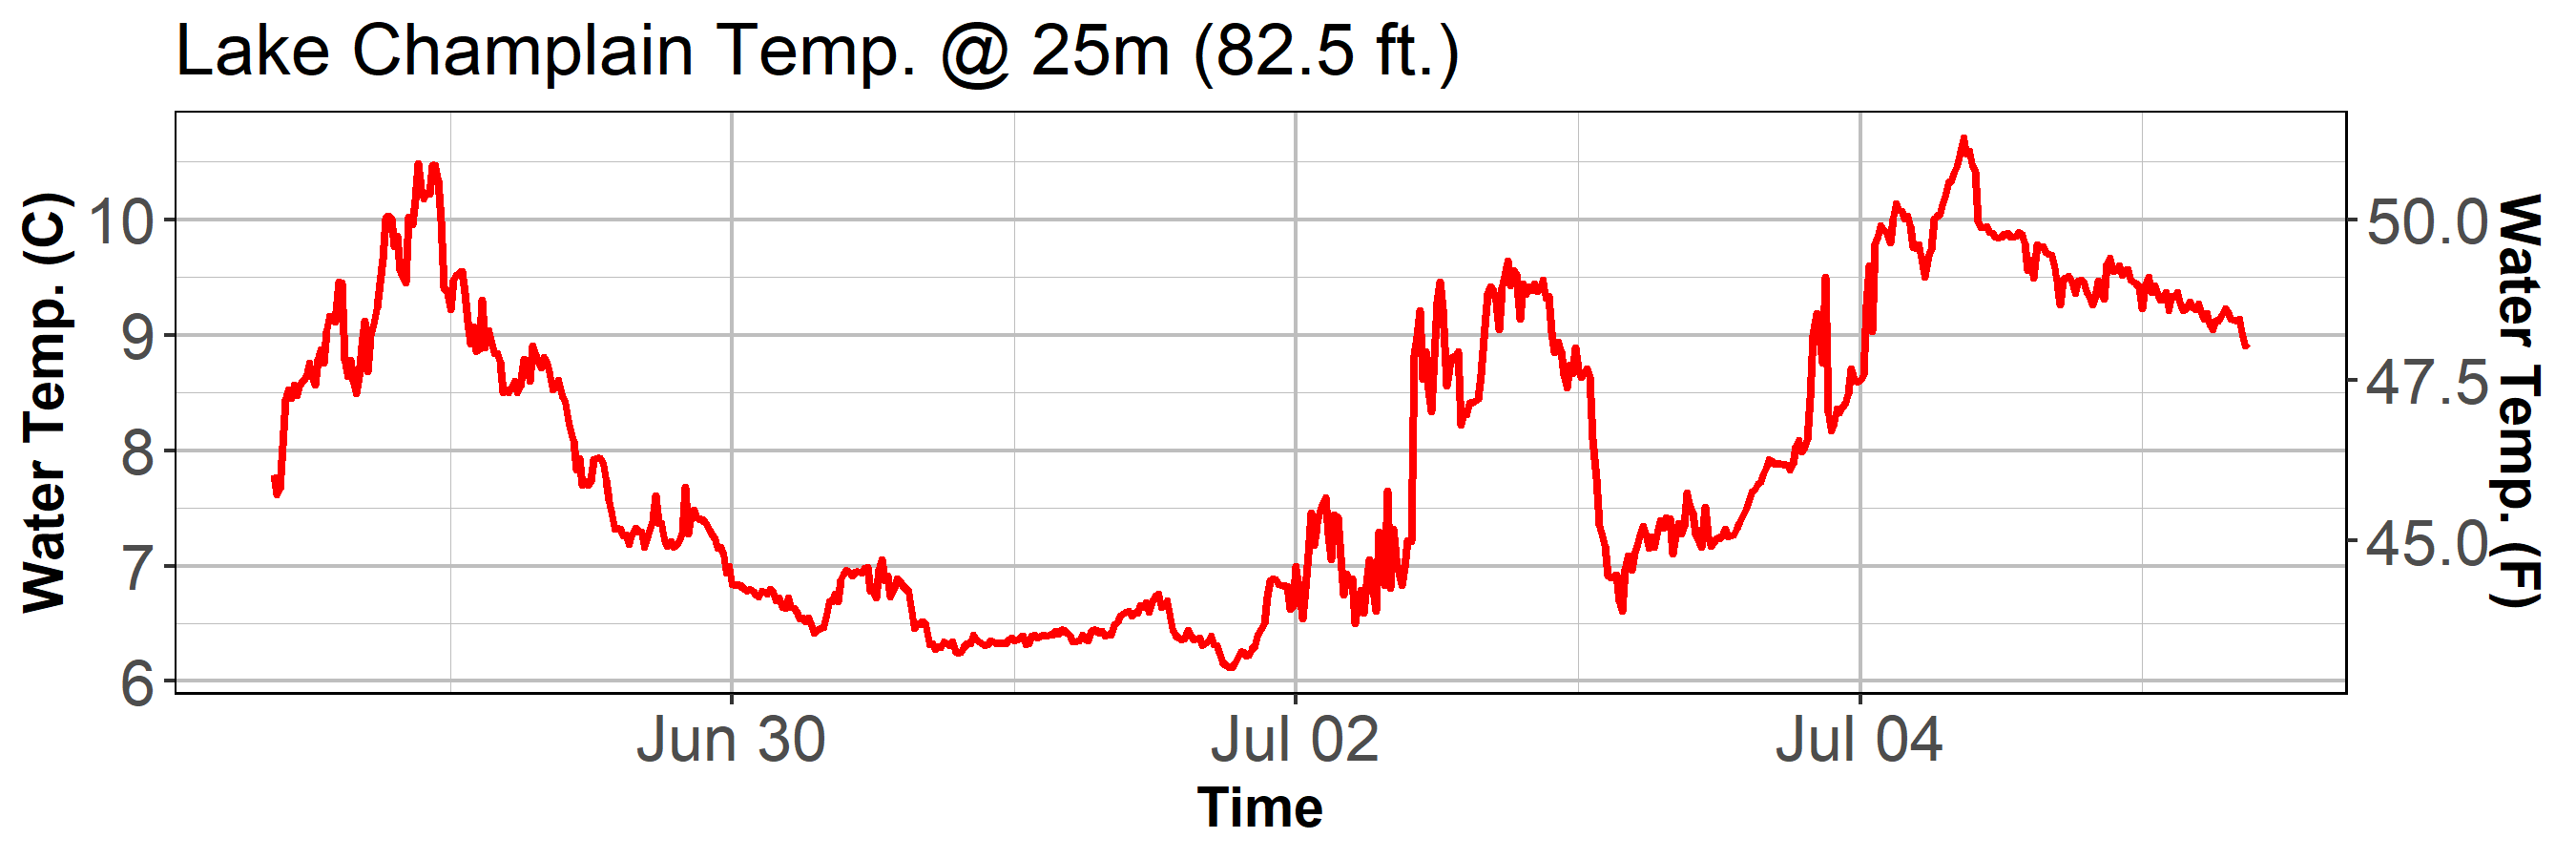 Lake Champlain Temp. @ 25m (82.5 ft.)
Water Temp. (C)
10
9
8
7
6
50.0
47.5
45.0
Water Temp. (F)
Jun 30
Jul 02
Jul 04
Time